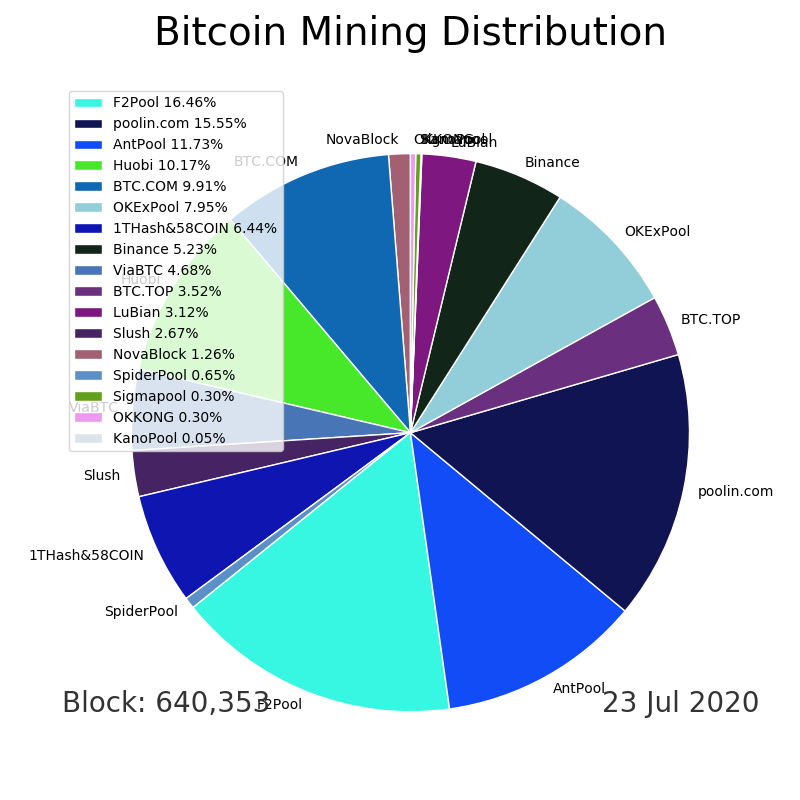 Bitcoin Mining Distribution
F2Pool 16.46%
poolin.com 15.55%
AntPool 11.73%
Huobi 10.17%
BTC.COM 9.91%
OKExPool 7.95%
1THash&58COIN 6.44%
Binance 5.23%
ViaBTC 4.68%
BTC.TOP 3.52%
LuBian 3.12%
Slush 2.67%
NovaBlock 1.26%
SpiderPool 0.65%
Sigmapool 0.30%
OKKONG 0.30%
KanoPool 0.05%
NovaBlock
LuBian
BTC.COM
Binance
OKExPool
Huobi
BTC.TOP
ViaBTC
Slush
poolin.com
1THash&58COIN
SpiderPool
AntPool
F2Pool
Block: 640,353
23 Jul 2020